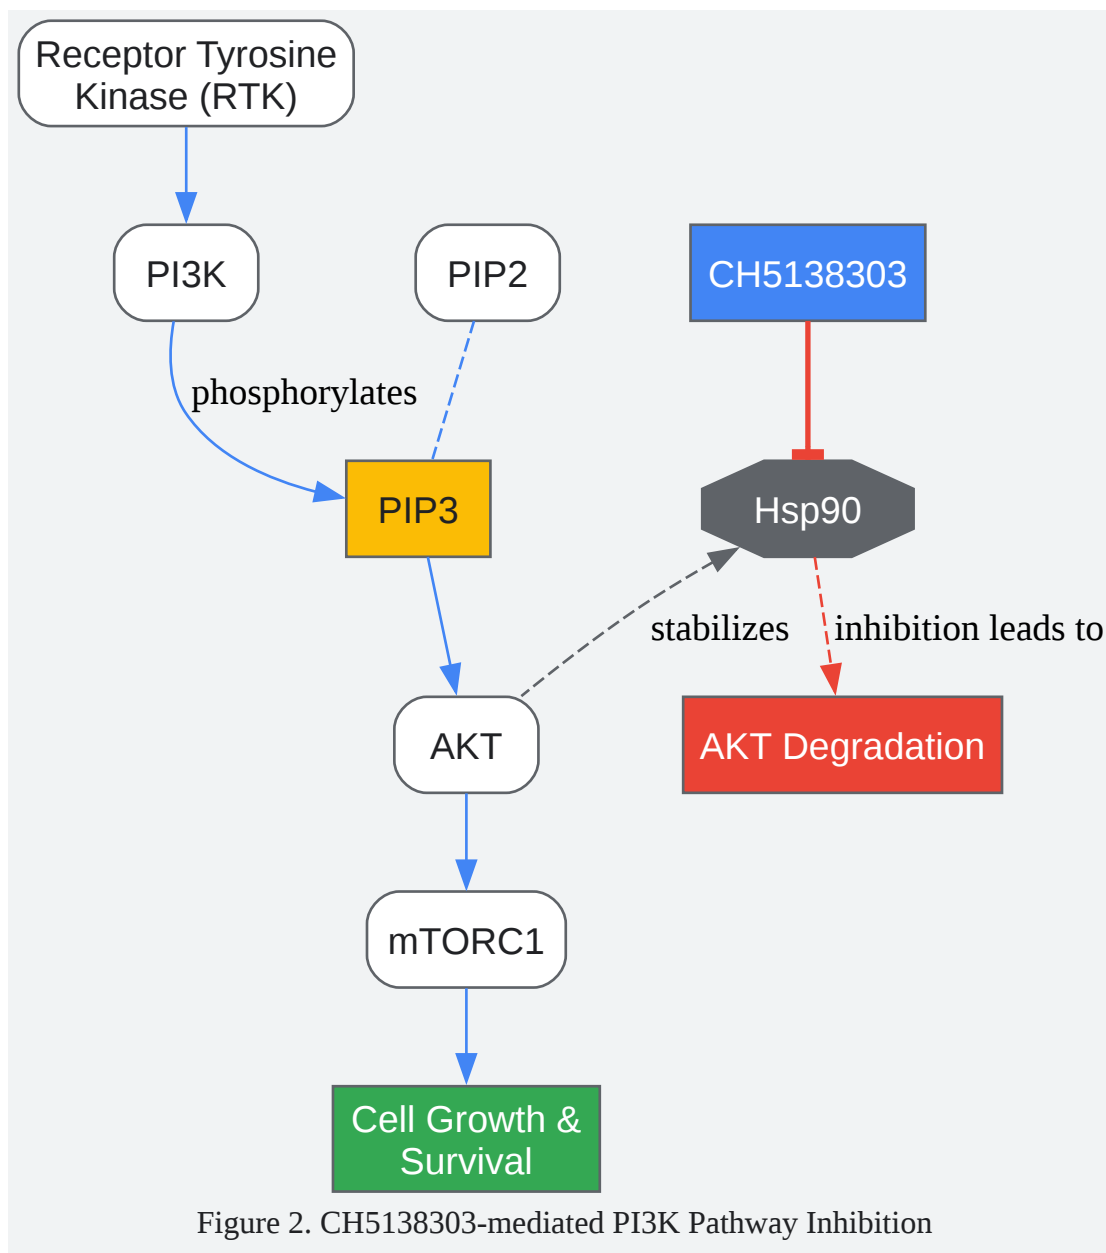 Receptor Tyrosine
Kinase (RTK)
PI3K
PIP2
CH5138303
phosphorylates
PIP3
Hsp90
stabilizes
inhibition leads to
AKT
AKT Degradation
mTORC1
Cell Growth &
Survival
Figure 2. CH5138303-mediated PI3K Pathway Inhibition